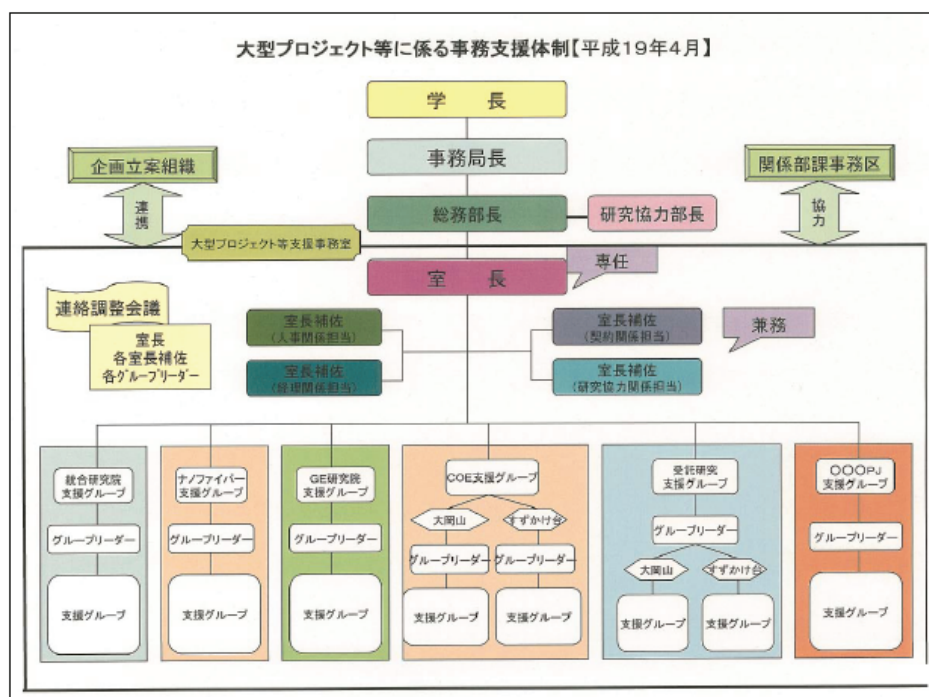 大型プロジェクト等に係る事務支援体制【平成19年4月】
学　長
事務局長
企画立案組織
関係部課事務区
連携
協力
総務部長
研究協力部長
大型プロジェクト等支援事務室
室　長
専任
連絡調整会議
室長
各室長補佐
各グループリーダー
室長補佐
(人事関係担当)
室長補佐
(契約関係担当)
兼務
室長補佐
(経理関係担当)
室長補佐
(研究協力関係担当)
統合研究院
支援グループ
グループリーダー
支援グループ
ナノファイバー
支援グループ
グループリーダー
支援グループ
GE研究院
支援グループ
グループリーダー
支援グループ
COE支援グループ
大岡山
すずかけ台
グループリーダー
グループリーダー
支援グループ
支援グループ
受託研究
支援グループ
グループリーダー
大岡山
すずかけ台
支援グループ
支援グループ
〇〇〇PJ
支援グループ
グループリーダー
支援グループ